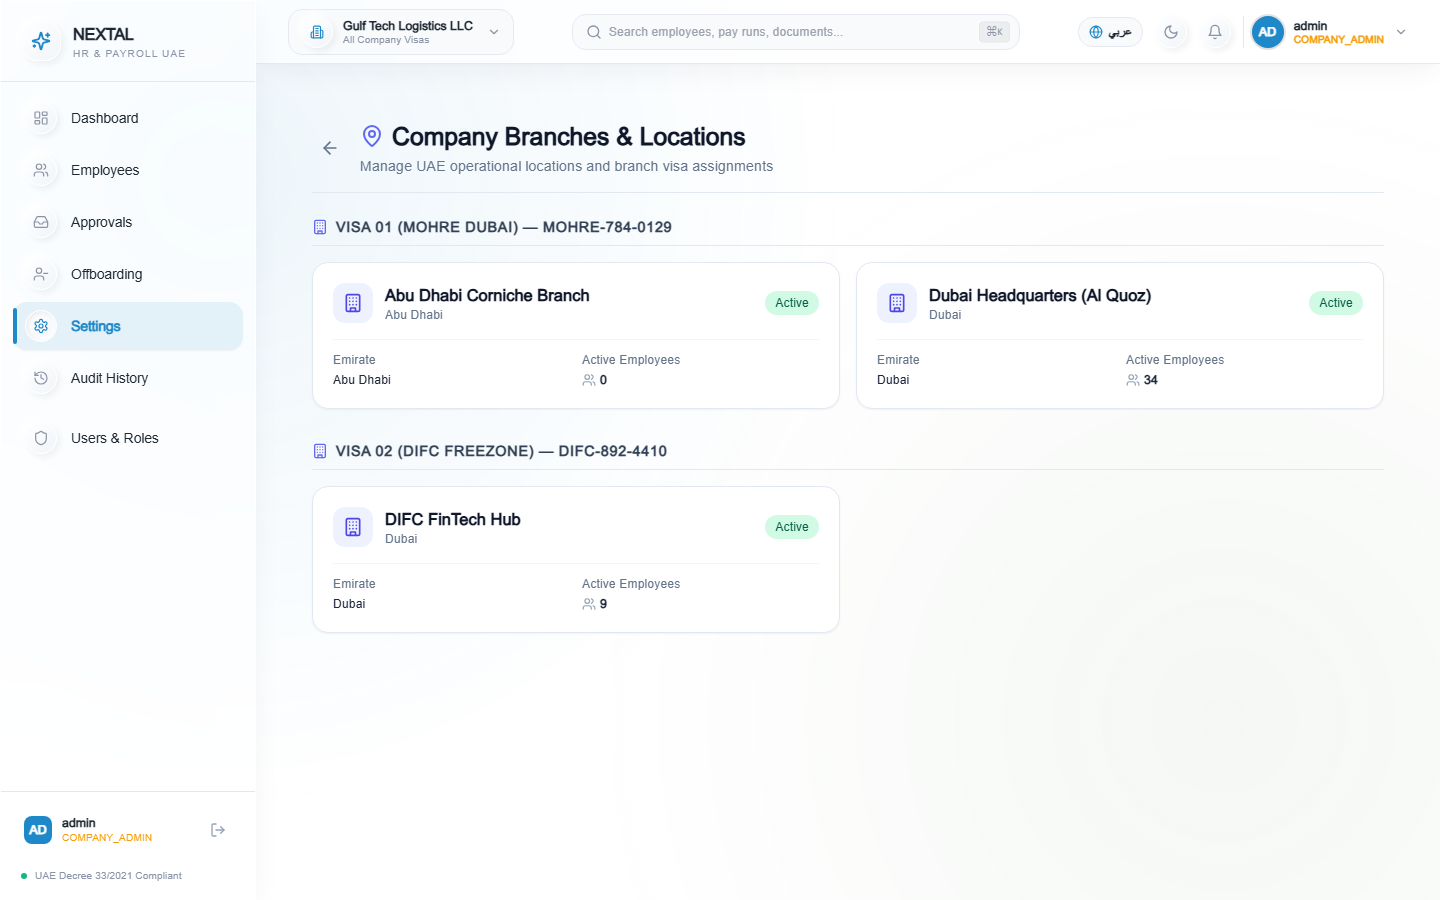 NEXTAL
HR & PAYROLL UAE
Dashboard
Employees
Approvals
Offboarding
Settings
Audit History
Users & Roles
admin
AD
COMPANY_ADMIN
UAE Decree 33/2021 Compliant
Gulf Tech Logistics LLC
All Company Visas
Search employees, pay runs, documents...
⌘K
عربي
AD
admin
COMPANY_ADMIN
Company Branches & Locations
Manage UAE operational locations and branch visa assignments
VISA 01 (MOHRE DUBAI) — MOHRE-784-0129
Abu Dhabi Corniche Branch
Abu Dhabi
Active
Emirate
Abu Dhabi
Active Employees
0
Dubai Headquarters (Al Quoz)
Dubai
Active
Emirate
Dubai
Active Employees
34
VISA 02 (DIFC FREEZONE) — DIFC-892-4410
DIFC FinTech Hub
Dubai
Active
Emirate
Dubai
Active Employees
9